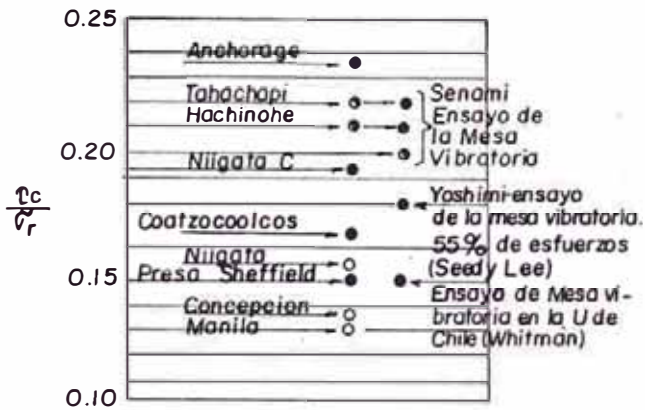 0.25
Anchorage
Tahachapi
Hachinohe
Senami
Ensayo de
la Mesa
Vibratoria
0.20
Niigata C
τc
σ̃r
Yoshimi-ensayo
de la mesa vibratoria.
55% de esfuerzos
(Seed y Lee)
Coatzocoolcos
Niigata
0.15
Presa Sheffield
Ensayo de Mesa vi-
bratoria en la U de
Chile (Whitman)
Concepcion
Manila
0.10